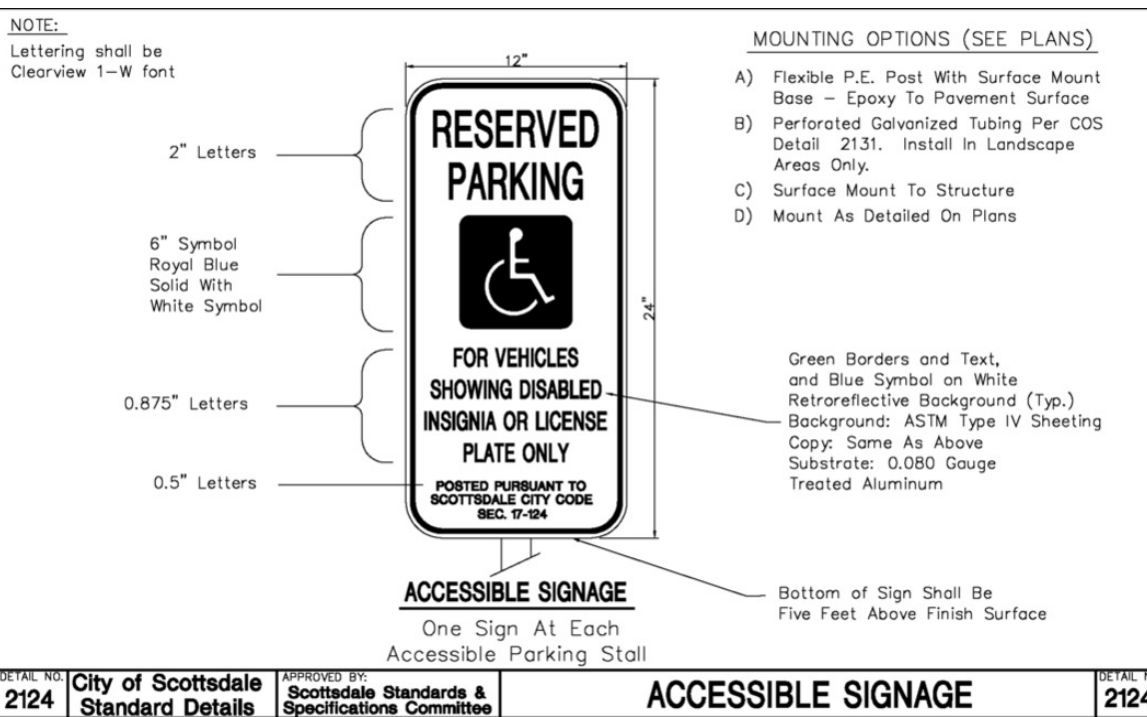 NOTE:
Lettering shall be
Clearview 1-W font
12"
2" Letters
6" Symbol
Royal Blue
Solid With
White Symbol
0.875" Letters
0.5" Letters
RESERVED
PARKING
FOR VEHICLES
SHOWING DISABLED
INSIGNIA OR LICENSE
PLATE ONLY
POSTED PURSUANT TO
SCOTTSDALE CITY CODE
SEC. 17-124
24"
MOUNTING OPTIONS (SEE PLANS)
A) Flexible P.E. Post With Surface Mount
Base - Epoxy To Pavement Surface
B) Perforated Galvanized Tubing Per COS
Detail 2131. Install In Landscape
Areas Only.
C) Surface Mount To Structure
D) Mount As Detailed On Plans
Green Borders and Text,
and Blue Symbol on White
Retroreflective Background (Typ.)
Background: ASTM Type IV Sheeting
Copy: Same As Above
Substrate: 0.080 Gauge
Treated Aluminum
Bottom of Sign Shall Be
Five Feet Above Finish Surface
ACCESSIBLE SIGNAGE
One Sign At Each
Accessible Parking Stall
DETAIL NO.
2124
City of Scottsdale
Standard Details
APPROVED BY:
Scottsdale Standards &
Specifications Committee
ACCESSIBLE SIGNAGE
DETAIL
2124